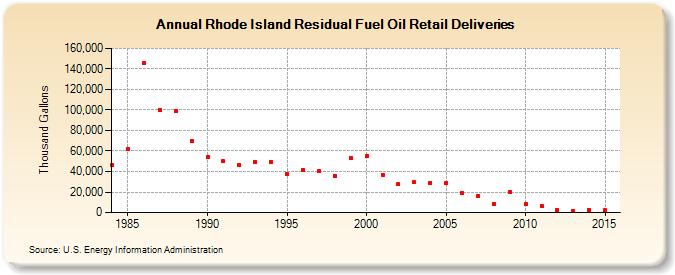 Annual Rhode Island Residual Fuel Oil Retail Deliveries
Thousand Gallons
160,000
140,000
120,000
100,000
80,000
60,000
40,000
20,000
0
1985 1990 1995 2000 2005 2010 2015
Source: U.S. Energy Information Administration